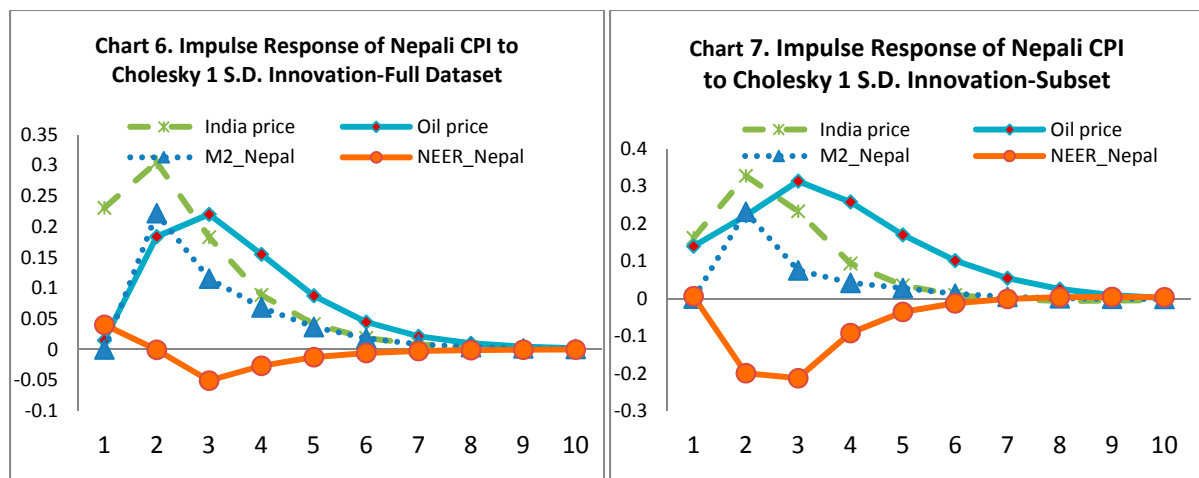 Chart 6. Impulse Response of Nepali CPI to
Cholesky 1 S.D. Innovation-Full Dataset
India price Oil price
M2_Nepal NEER_Nepal
0.35
0.3
0.25
0.2
0.15
0.1
0.05
0
-0.05
-0.1
1 2 3 4 5 6 7 8 9 10
Chart 7. Impulse Response of Nepali CPI
to Cholesky 1 S.D. Innovation-Subset
India price Oil price
M2_Nepal NEER_Nepal
0.4
0.3
0.2
0.1
0
-0.1
-0.2
-0.3
1 2 3 4 5 6 7 8 9 10